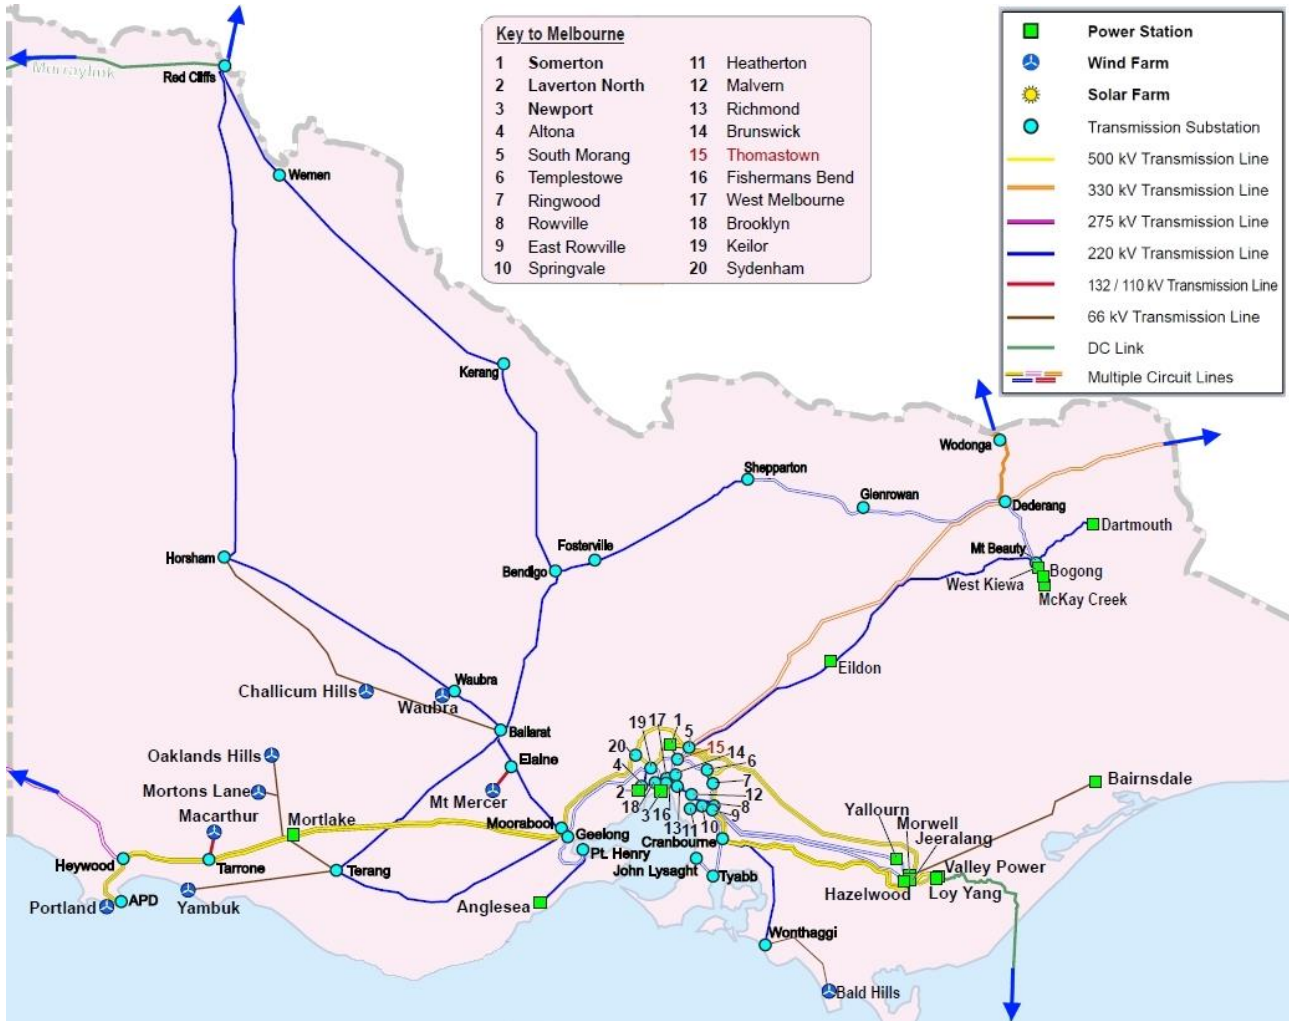 Key to Melbourne
1 Somerton 11 Heatherton
2 Laverton North 12 Malvern
3 Newport 13 Richmond
4 Altona 14 Brunswick
5 South Morang 15 Thomastown
6 Templestowe 16 Fishermans Bend
7 Ringwood 17 West Melbourne
8 Rowville 18 Brooklyn
9 East Rowville 19 Keilor
10 Springvale 20 Sydenham
Power Station
Wind Farm
Solar Farm
Transmission Substation
500 kV Transmission Line
330 kV Transmission Line
275 kV Transmission Line
220 kV Transmission Line
132 / 110 kV Transmission Line
66 kV Transmission Line
DC Link
Multiple Circuit Lines
Murraylink
Red Cliffs
Wemen
Kerang
Wodonga
Shepparton
Glenrowan
Dederang
Dartmouth
Fosterville
Mt Beauty
Horsham
Bendigo
Bogong
West Kiewa
McKay Creek
Eildon
Waubra
Challicum Hills
Waubra
Ballarat
19 17 1
5
20
15
14
6
Oaklands Hills
Elaine
4
7
Bairnsdale
Mortons Lane
2
12
Mt Mercer
18
8
Yallourn
Macarthur
3 16
9
Mortlake
Moorabool
13 11 10
Morwell
Geelong
Cranbourne
Jeeralang
Pt. Henry
Heywood
Tarrone
Terang
John Lysaght
Tyabb
Valley Power
Hazelwood
Loy Yang
Portland
APD
Yambuk
Anglesea
Wonthaggi
Bald Hills